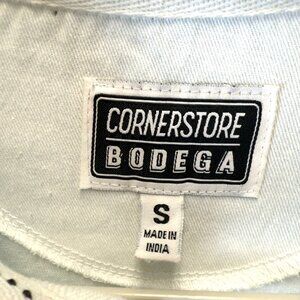 CORNERSTORE
BODEGA
S
MADE IN
INDIA